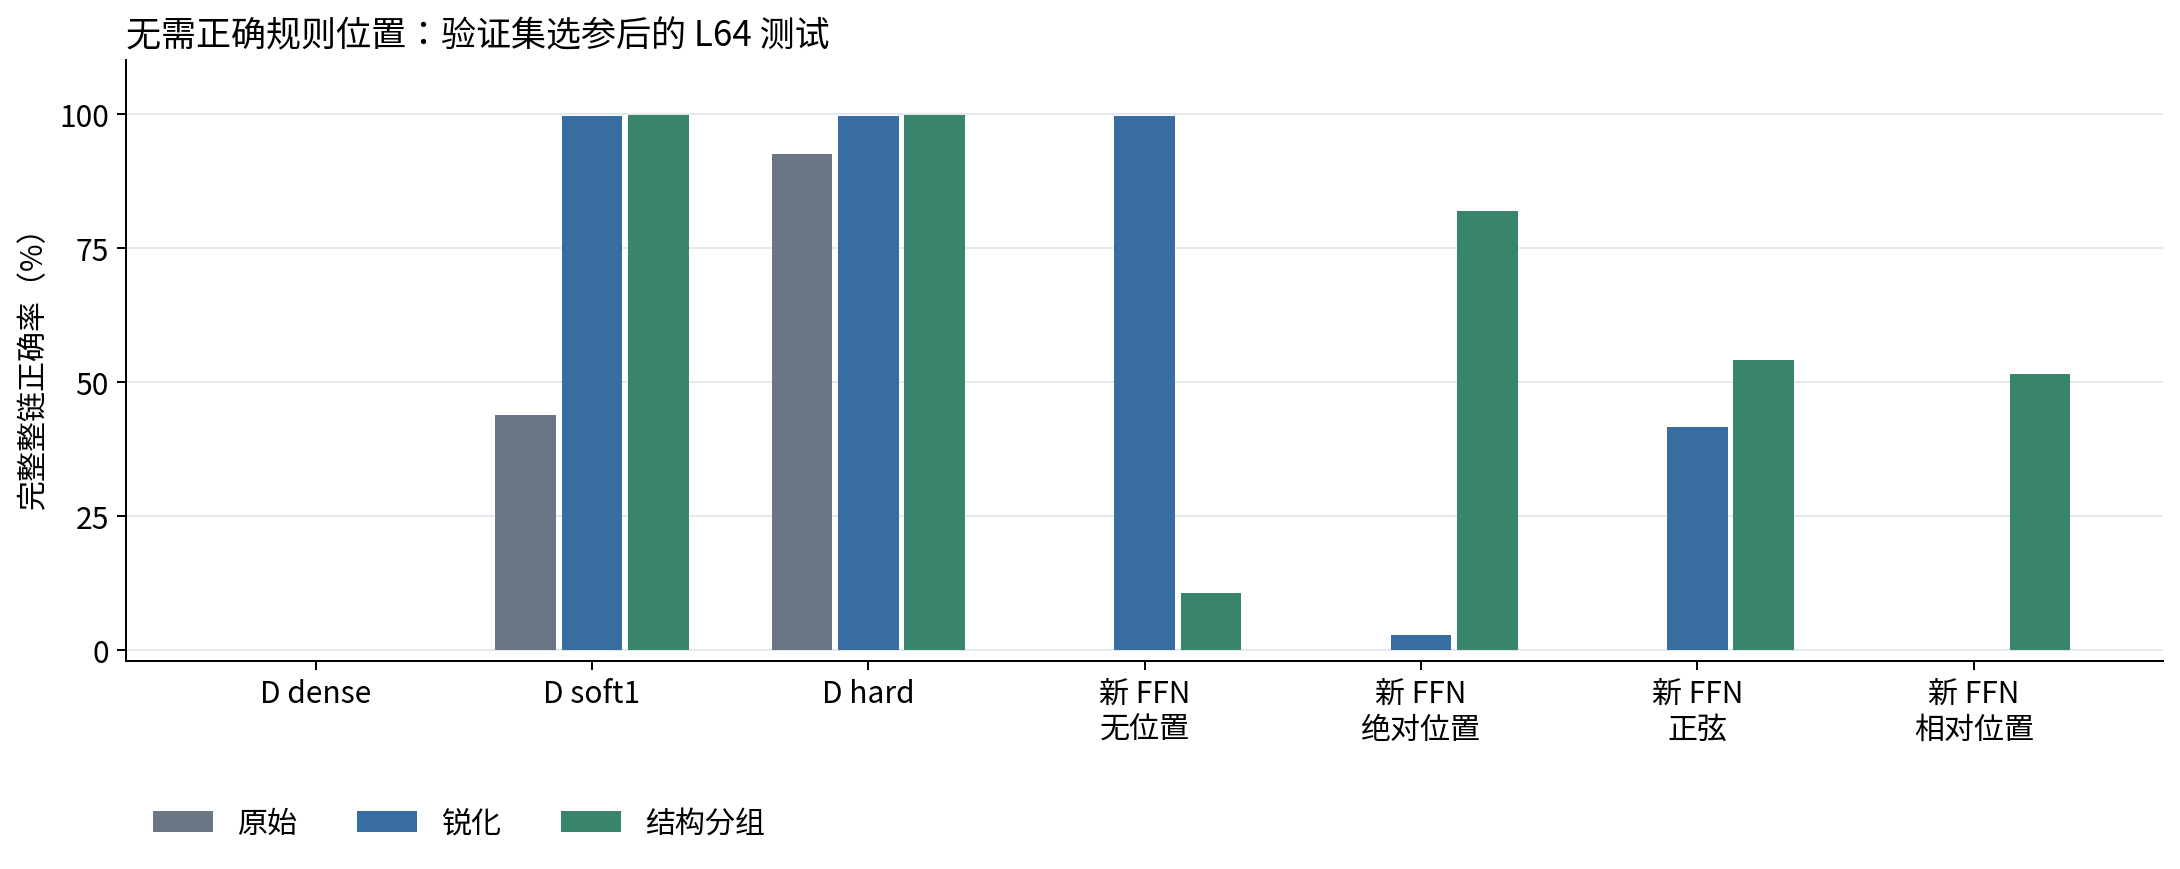 无需正确规则位置：验证集选参后的 L64 测试
完整整链正确率（%）
100
75
50
25
0
D dense
D soft1
D hard
新 FFN
无位置
新 FFN
绝对位置
新 FFN
正弦
新 FFN
相对位置
原始
锐化
结构分组